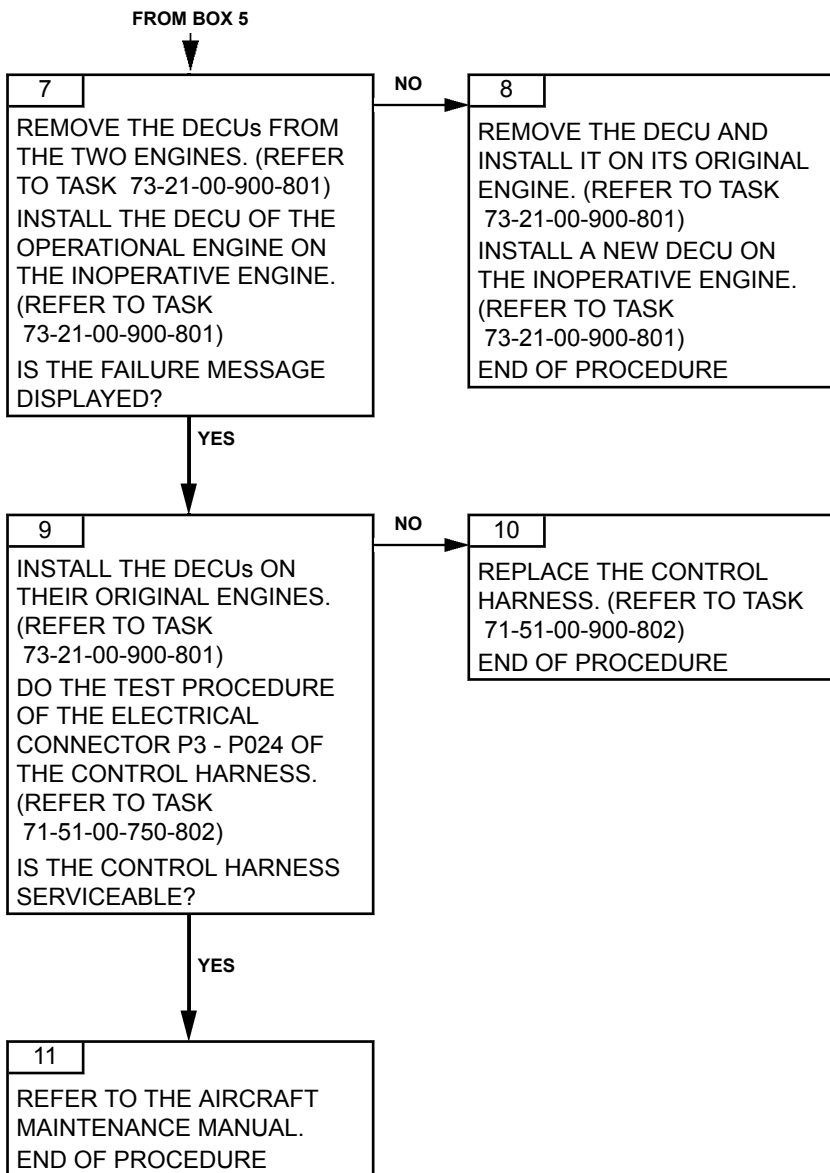 FROM BOX 5
7
REMOVE THE DECUs FROM
THE TWO ENGINES. (REFER
TO TASK 73-21-00-900-801)
INSTALL THE DECU OF THE
OPERATIONAL ENGINE ON
THE INOPERATIVE ENGINE.
(REFER TO TASK
73-21-00-900-801)
IS THE FAILURE MESSAGE
DISPLAYED?
NO
8
REMOVE THE DECU AND
INSTALL IT ON ITS ORIGINAL
ENGINE. (REFER TO TASK
73-21-00-900-801)
INSTALL A NEW DECU ON
THE INOPERATIVE ENGINE.
(REFER TO TASK
73-21-00-900-801)
END OF PROCEDURE
YES
9
INSTALL THE DECUs ON
THEIR ORIGINAL ENGINES.
(REFER TO TASK
73-21-00-900-801)
DO THE TEST PROCEDURE
OF THE ELECTRICAL
CONNECTOR P3 - P024 OF
THE CONTROL HARNESS.
(REFER TO TASK
71-51-00-750-802)
IS THE CONTROL HARNESS
SERVICEABLE?
NO
10
REPLACE THE CONTROL
HARNESS. (REFER TO TASK
71-51-00-900-802)
END OF PROCEDURE
YES
11
REFER TO THE AIRCRAFT
MAINTENANCE MANUAL.
END OF PROCEDURE